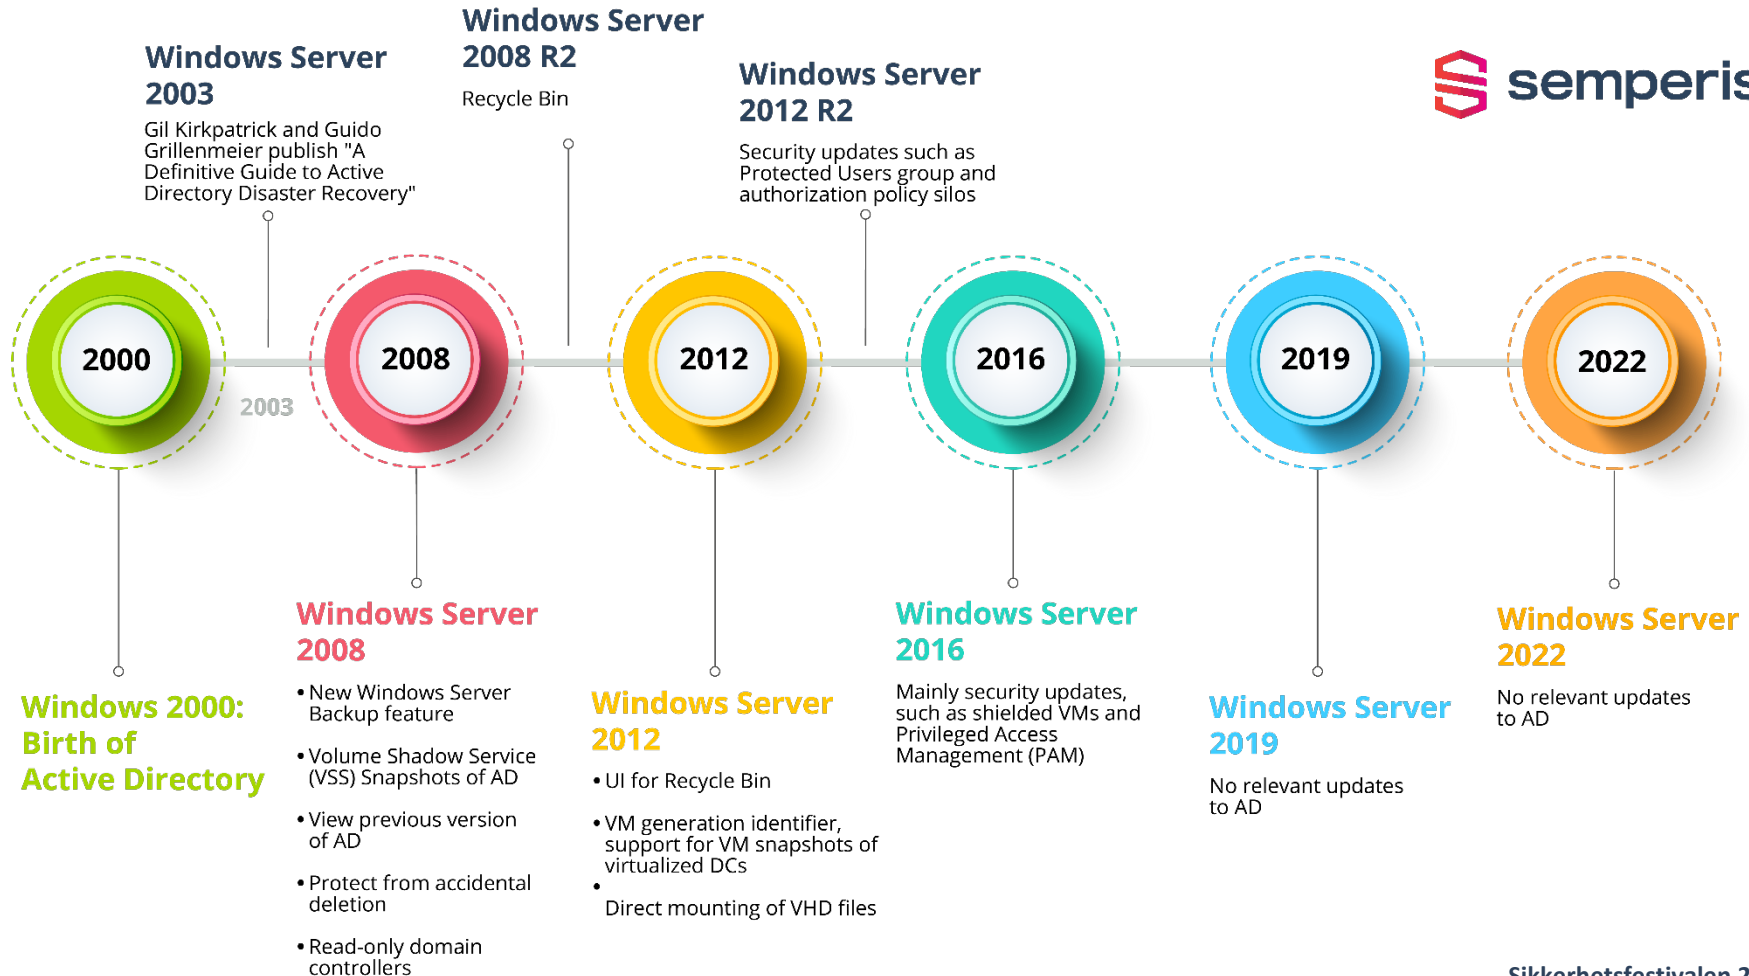 Windows Server
2003
Gil Kirkpatrick and Guido
Grillenmeier publish "A
Definitive Guide to Active
Directory Disaster Recovery"
Windows Server
2008 R2
Recycle Bin
Windows Server
2012 R2
Security updates such as
Protected Users group and
authorization policy silos
semperis
2000
2003
2008
2012
2016
2019
2022
Windows 2000:
Birth of
Active Directory
Windows Server
2008
• New Windows Server
Backup feature
• Volume Shadow Service
(VSS) Snapshots of AD
• View previous version
of AD
• Protect from accidental
deletion
• Read-only domain
controllers
Windows Server
2012
• UI for Recycle Bin
• VM generation identifier,
support for VM snapshots of
virtualized DCs
•
Direct mounting of VHD files
Windows Server
2016
Mainly security updates,
such as shielded VMs and
Privileged Access
Management (PAM)
Windows Server
2019
No relevant updates
to AD
Windows Server
2022
No relevant updates
to AD
Sikkerhetsfestivalen